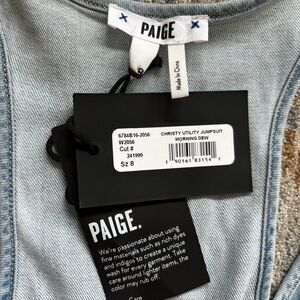 PAIGE
Made in China
6
6784B16-2056
W2056
Cut #
241999
Sz 8
CHRISTY UTILITY JUMPSUIT
MORNING DEW
1 90161 83154 1
PAIGE.
We're passionate about using
fine materials such as rich dyes
and indigos to create a unique
wash for every garment. Take
care around lighter items, the
color may rub off.